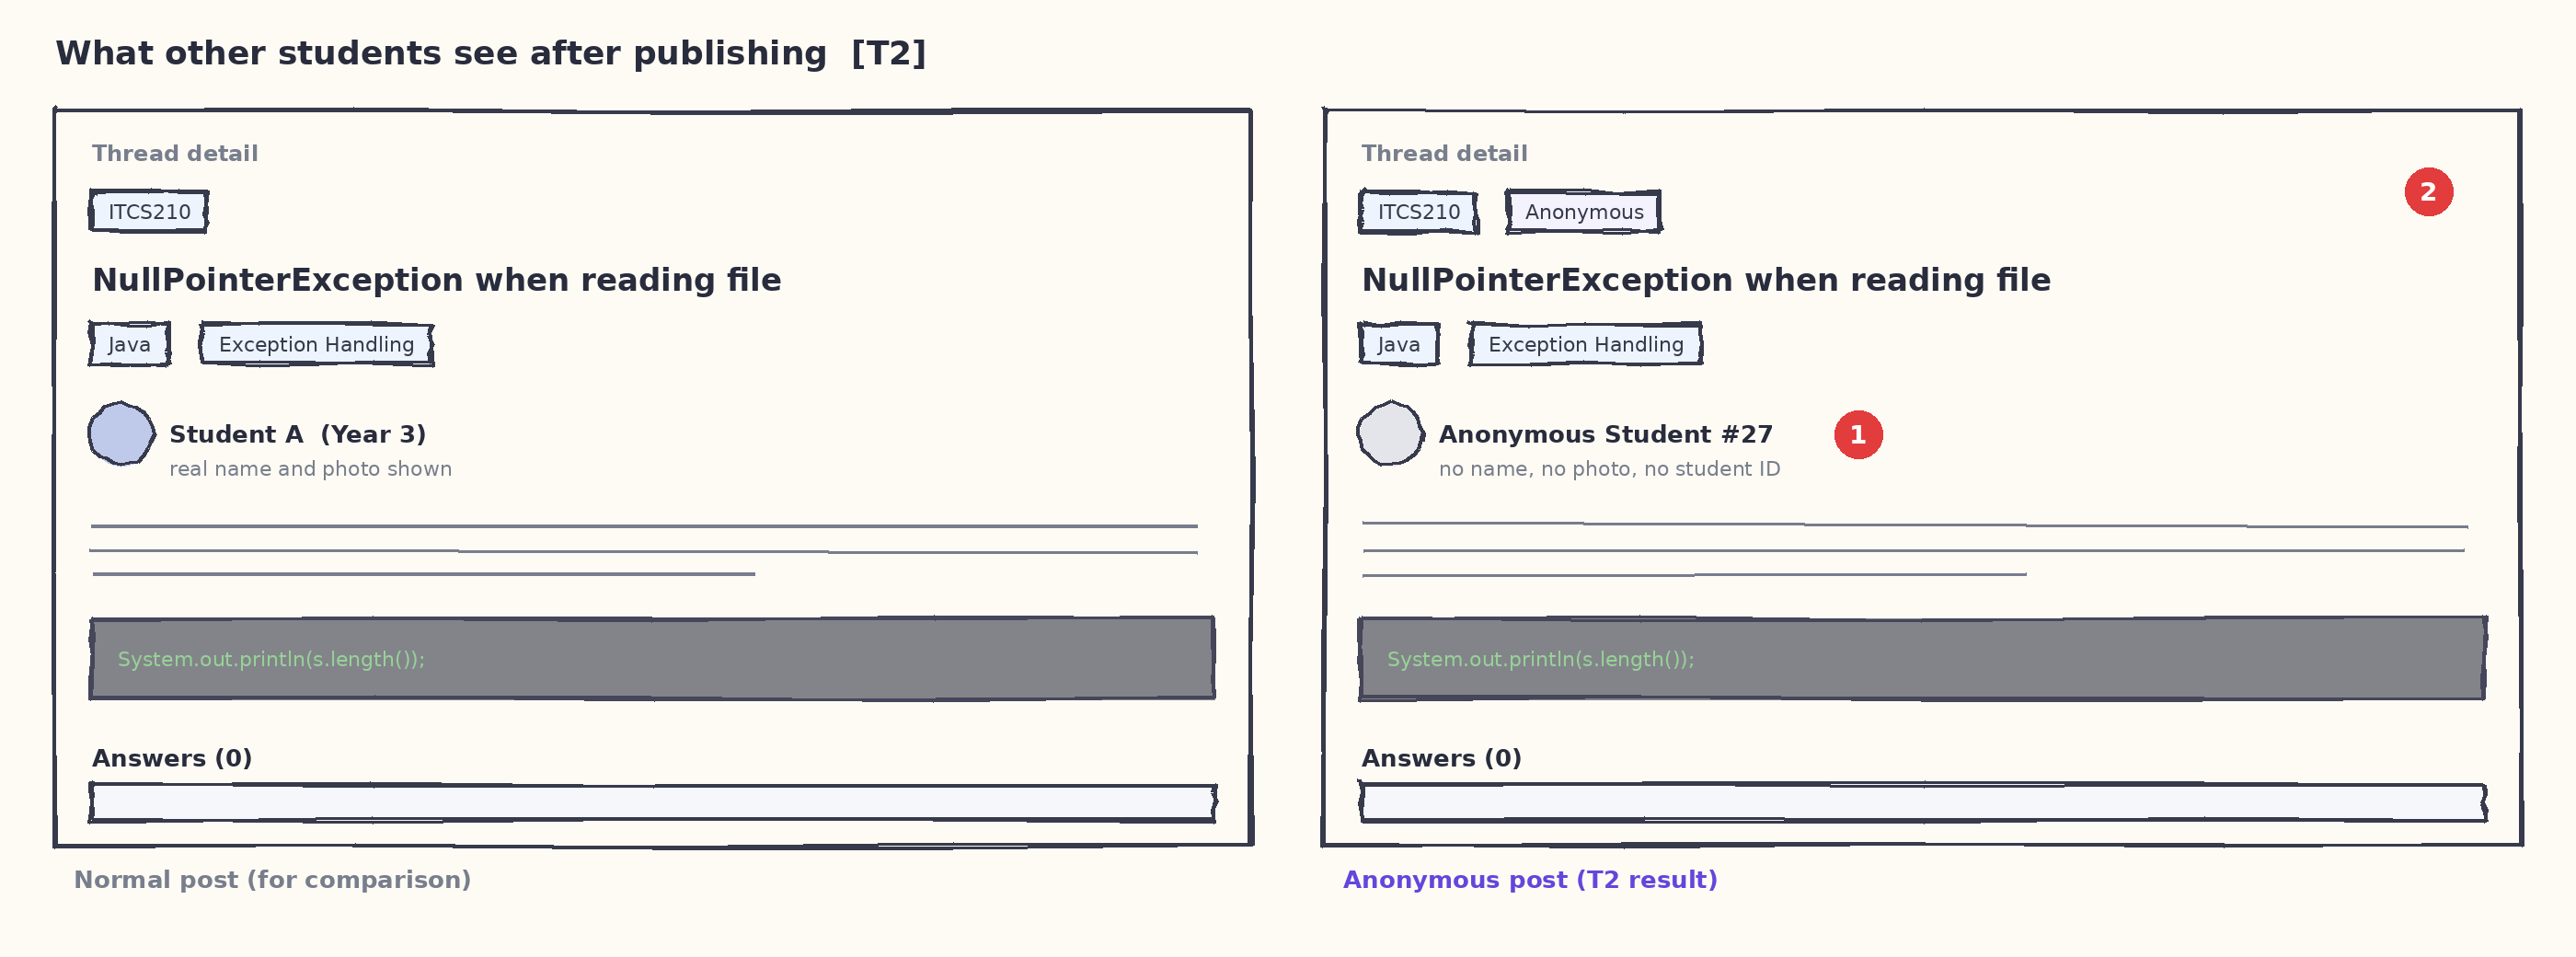 What other students see after publishing  [T2]
Thread detail
ITCS210
NullPointerException when reading file
Java Exception Handling
Student A  (Year 3)
real name and photo shown
System.out.println(s.length());
Answers (0)
Normal post (for comparison)
Thread detail
2
ITCS210 Anonymous
NullPointerException when reading file
Java Exception Handling
Anonymous Student #27 1
no name, no photo, no student ID
System.out.println(s.length());
Answers (0)
Anonymous post (T2 result)